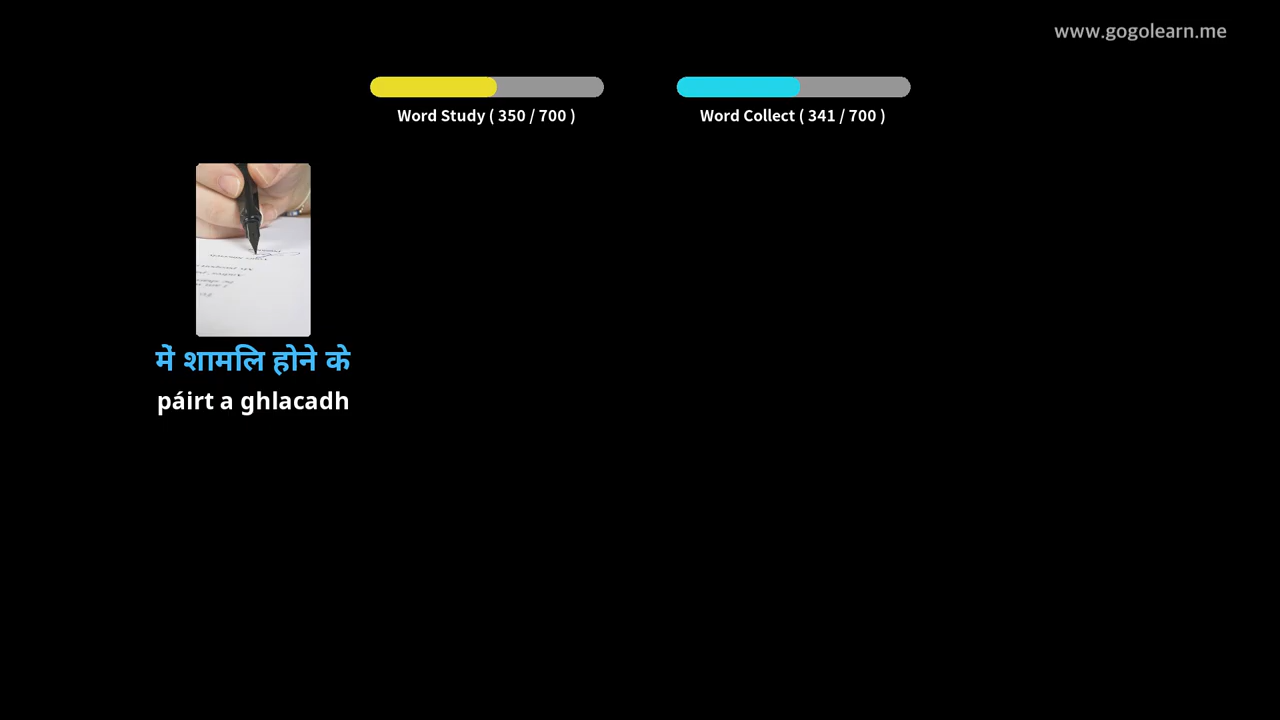 www.gogolearn.me
Word Study ( 350 / 700 )
Word Collect ( 341 / 700 )
में शामलि होने के
páirt a ghlacadh